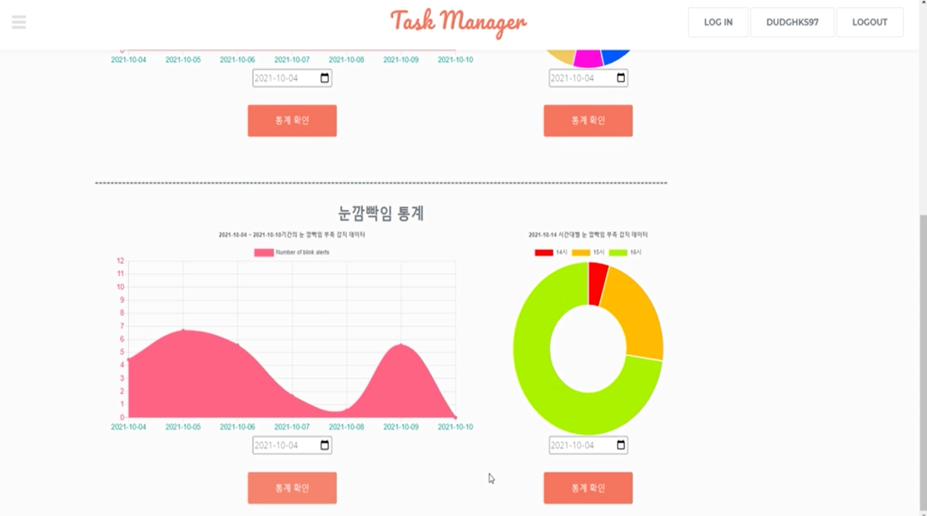 Task Manager
LOG IN
DUDGHKS97
LOGOUT
0
2021-10-04 2021-10-05 2021-10-06 2021-10-07 2021-10-08 2021-10-09 2021-10-10
2021-10-04
2021-10-04
통계 확인
통계 확인
눈깜빡임 통계
2021-10-04 ~ 2021-10-10기간의 눈 깜빡임 부족 감지 데이터
Number of blink alerts
12
11
10
9
8
7
6
5
4
3
2
1
0
2021-10-04 2021-10-05 2021-10-06 2021-10-07 2021-10-08 2021-10-09 2021-10-10
2021-10-04
통계 확인
2021-10-14 시간대별 눈 깜빡임 부족 감지 데이터
14시 15시 16시
2021-10-04
통계 확인